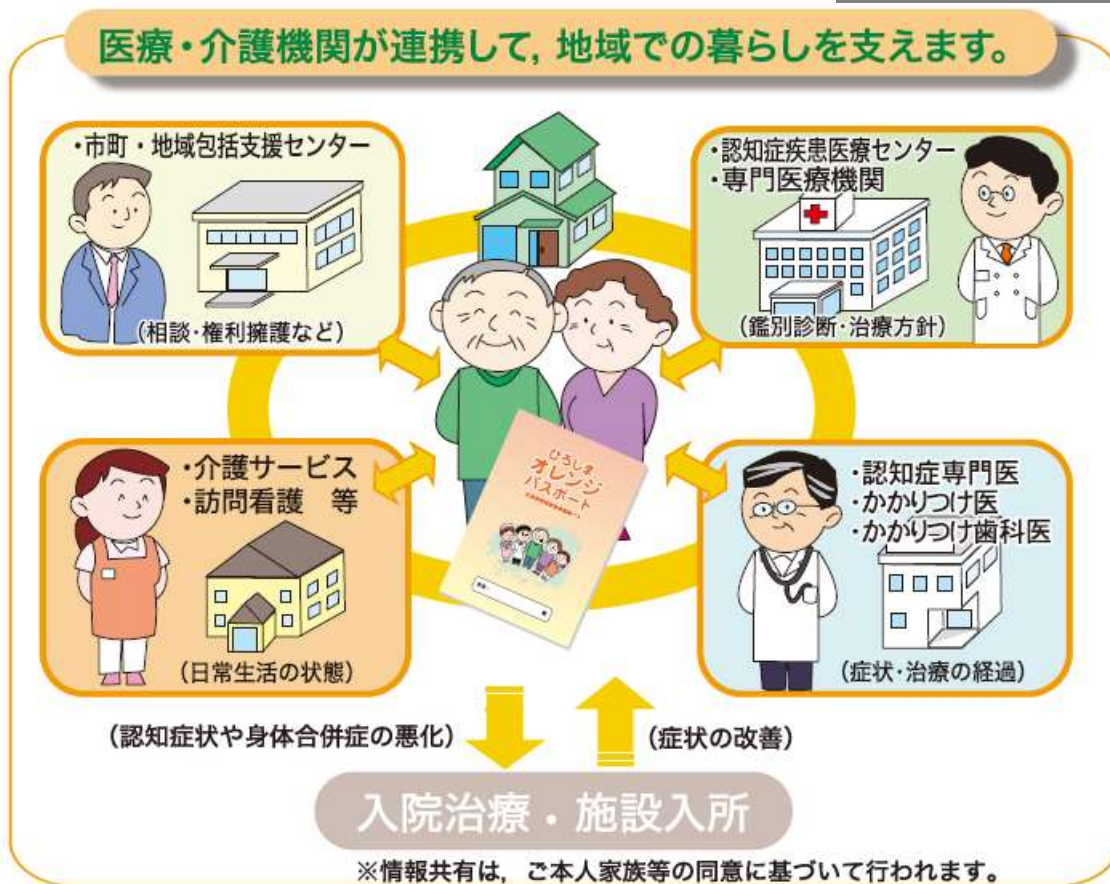 医療・介護機関が連携して，地域での暮らしを支えます。
・市町・地域包括支援センター
（相談・権利擁護など）
・認知症疾患医療センター
・専門医療機関
（鑑別診断・治療方針）
・介護サービス
・訪問看護　等
（日常生活の状態）
ひろしま
オレンジ
パスポート
・認知症専門医
・かかりつけ医
・かかりつけ歯科医
（症状・治療の経過）
（認知症状や身体合併症の悪化）
（症状の改善）
入院治療．施設入所
※情報共有は，ご本人家族等の同意に基づいて行われます。